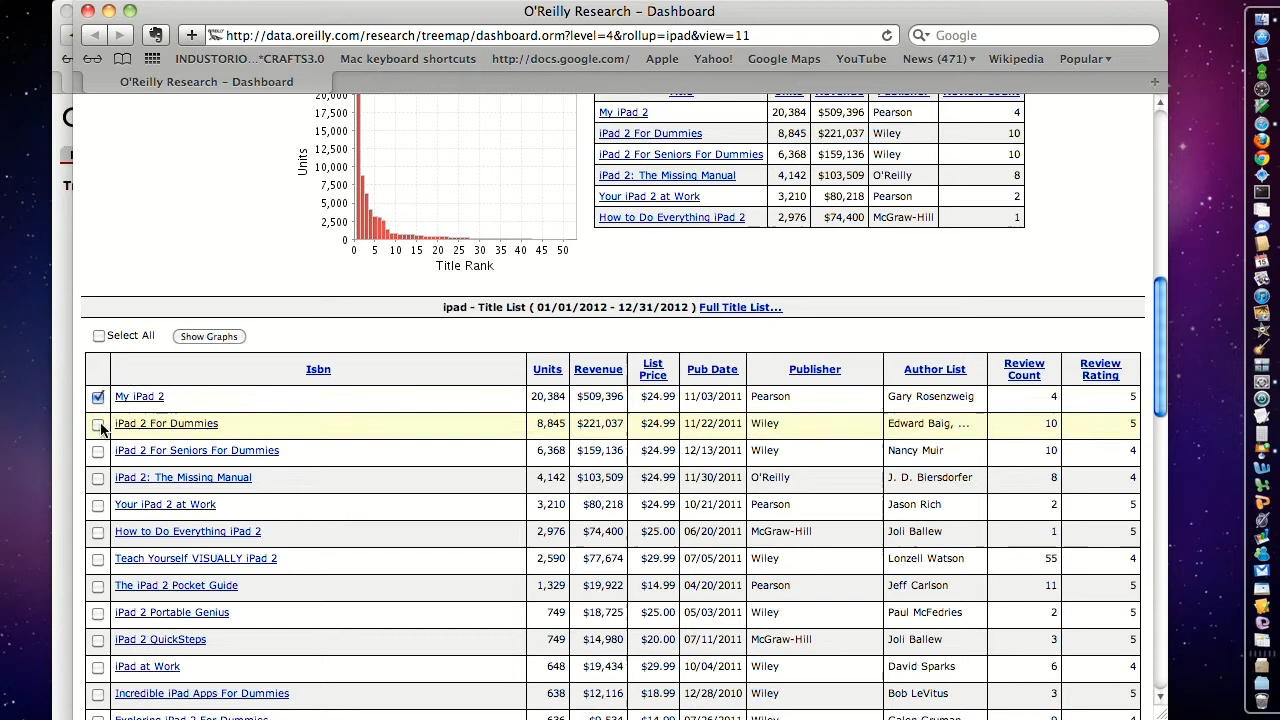 O'Reilly Research – Dashboard
http://data.oreilly.com/research/treemap/dashboard.orm?level=4&rollup=ipad&view=11
Google
INDUSTORIO...*CRAFTS3.0 Mac keyboard shortcuts http://docs.google.com/ Apple Yahoo! Google Maps YouTube News (471)▾ Wikipedia Popular▾
O'Reilly Research – Dashboard
20,000
17,500
15,000
12,500
10,000
7,500
5,000
2,500
0
Units
0 5 10 15 20 25 30 35 40 45 50
Title Rank
My iPad 2 20,384 $509,396 Pearson 4
iPad 2 For Dummies 8,845 $221,037 Wiley 10
iPad 2 For Seniors For Dummies 6,368 $159,136 Wiley 10
iPad 2: The Missing Manual 4,142 $103,509 O'Reilly 8
Your iPad 2 at Work 3,210 $80,218 Pearson 2
How to Do Everything iPad 2 2,976 $74,400 McGraw-Hill 1
ipad - Title List ( 01/01/2012 - 12/31/2012 ) Full Title List...
Select All Show Graphs
Isbn Units Revenue List Price Pub Date Publisher Author List Review Count Review Rating
My iPad 2 20,384 $509,396 $24.99 11/03/2011 Pearson Gary Rosenzweig 4 5
iPad 2 For Dummies 8,845 $221,037 $24.99 11/22/2011 Wiley Edward Baig, ... 10 5
iPad 2 For Seniors For Dummies 6,368 $159,136 $24.99 12/13/2011 Wiley Nancy Muir 10 4
iPad 2: The Missing Manual 4,142 $103,509 $24.99 11/30/2011 O'Reilly J. D. Biersdorfer 8 4
Your iPad 2 at Work 3,210 $80,218 $24.99 10/21/2011 Pearson Jason Rich 2 5
How to Do Everything iPad 2 2,976 $74,400 $25.00 06/20/2011 McGraw-Hill Joli Ballew 1 5
Teach Yourself VISUALLY iPad 2 2,590 $77,674 $29.99 07/05/2011 Wiley Lonzell Watson 55 4
The iPad 2 Pocket Guide 1,329 $19,922 $14.99 04/20/2011 Pearson Jeff Carlson 11 5
iPad 2 Portable Genius 749 $18,725 $25.00 05/03/2011 Wiley Paul McFedries 2 5
iPad 2 QuickSteps 749 $14,980 $20.00 07/11/2011 McGraw-Hill Joli Ballew 3 5
iPad at Work 648 $19,434 $29.99 10/04/2011 Wiley David Sparks 6 4
Incredible iPad Apps For Dummies 638 $12,116 $18.99 12/28/2010 Wiley Bob LeVitus 3 5